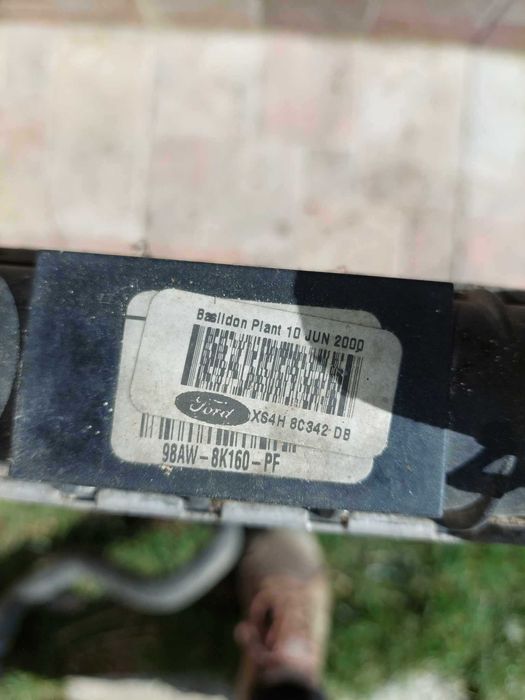 Basildon Plant 10 JUN 2000
Ford XS4H 8C342 DB
98AW-8K160-PF